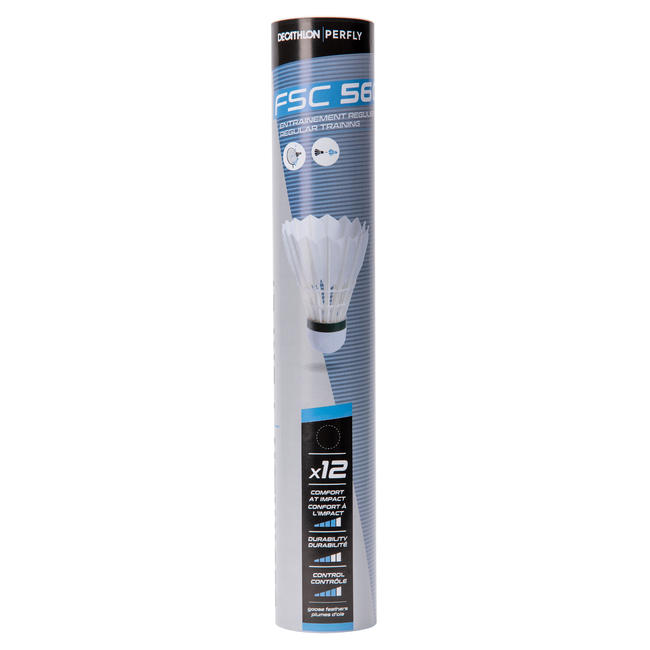 DECATHLON | PERFLY
FSC 56
ENTRAINEMENT REGUL
REGULAR TRAINING
x12
COMFORT
AT IMPACT
CONFORT À
L'IMPACT
DURABILITY
DURABILITÉ
CONTROL
CONTRÔLE
goose feathers
plumes d'oie